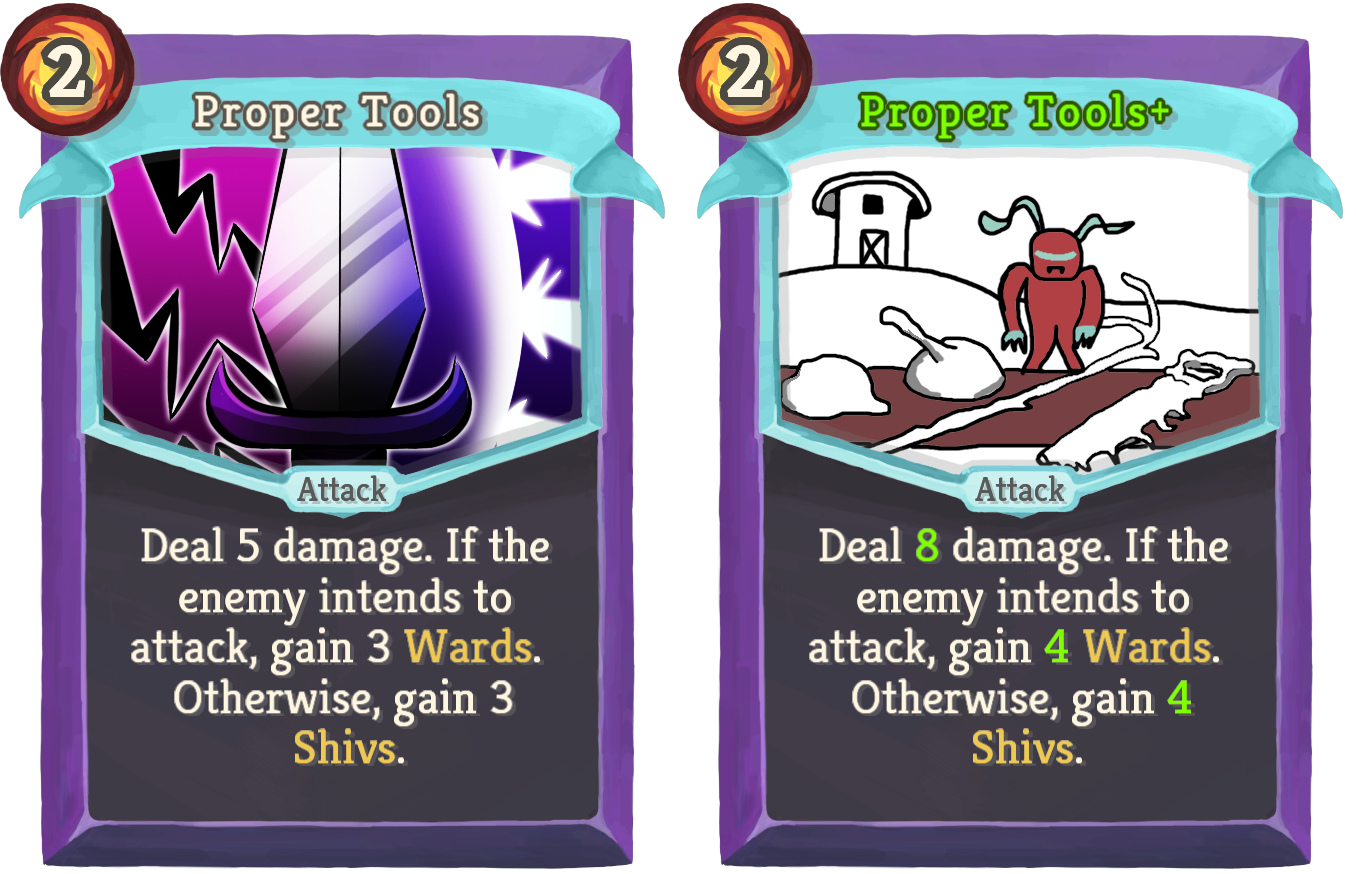 2
Proper Tools
Attack
Deal 5 damage. If the
enemy intends to
attack, gain 3 Wards.
Otherwise, gain 3
Shivs.
2
Proper Tools+
Attack
Deal 8 damage. If the
enemy intends to
attack, gain 4 Wards.
Otherwise, gain 4
Shivs.